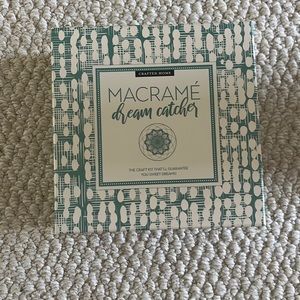 CRAFTED HOME
MACRAMÉ
dream catcher
THE CRAFT KIT THAT'LL GUARANTEE
YOU SWEET DREAMS!